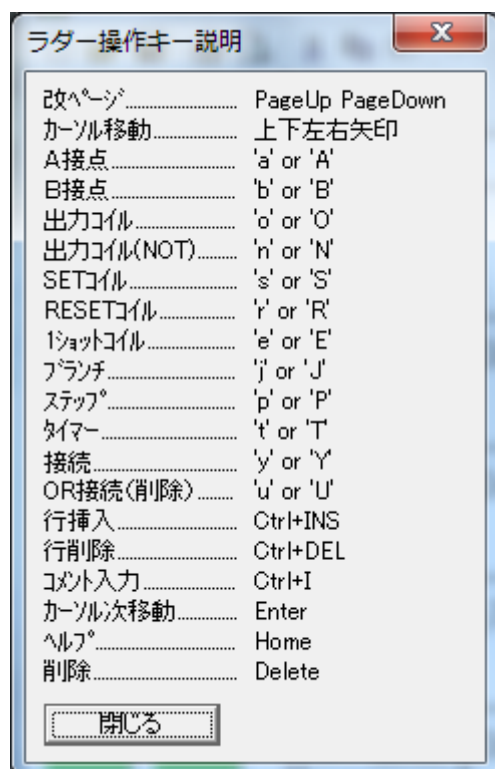 ラダー操作キー説明
改ﾍﾟｰｼﾞ.................... PageUp PageDown
ｶｰｿﾙ移動.................... 上下左右矢印
A接点.................... 'a' or 'A'
B接点.................... 'b' or 'B'
出力ｺｲﾙ.................... 'o' or 'O'
出力ｺｲﾙ(NOT)......... 'n' or 'N'
SETｺｲﾙ.................... 's' or 'S'
RESETｺｲﾙ.................. 'r' or 'R'
1ｼｮｯﾄｺｲﾙ.................... 'e' or 'E'
ﾌﾞﾗﾝﾁ.................... 'j' or 'J'
ｽﾃｯﾌﾟ.................... 'p' or 'P'
ﾀｲﾏｰ.................... 't' or 'T'
接続.................... 'y' or 'Y'
OR接続(削除)......... 'u' or 'U'
行挿入.................... Ctrl+INS
行削除.................... Ctrl+DEL
ｺﾒﾝﾄ入力.................... Ctrl+I
ｶｰｿﾙ次移動.............. Enter
ﾍﾙﾌﾟ.................... Home
削除.................... Delete
閉じる